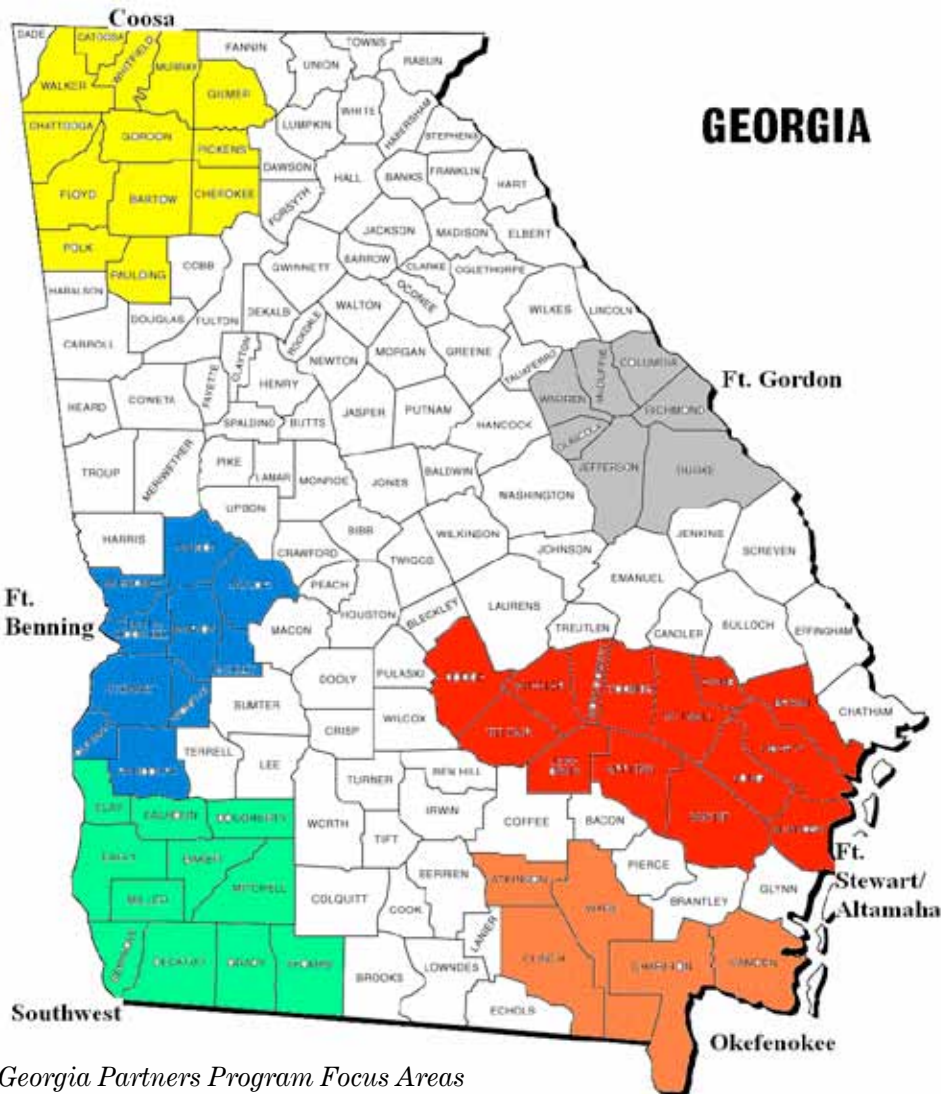 Coosa
DADE
CATOOSA
WHITFIELD
MURRAY
FANNIN
TOWNS
UNION
RABUN
WALKER
GILMER
WHITE
HABERSHAM
LUMPKIN
STEPHENS
GEORGIA
CHATTOOGA
GORDON
PICKENS
DAWSON
HALL
BANKS
FRANKLIN
HART
FLOYD
BARTOW
CHEROKEE
FORSYTH
JACKSON
MADISON
ELBERT
POLK
PAULDING
COBB
GWINNETT
BARROW
CLARKE
OGLETHORPE
OCONEE
HARALSON
DOUGLAS
FULTON
DEKALB
ROCKDALE
WALTON
WILKES
LINCOLN
CARROLL
CLAYTON
NEWTON
MORGAN
GREENE
TALIAFERRO
COLUMBIA
MCDUFFIE
WARREN
RICHMOND
Ft. Gordon
HEARD
COWETA
FAYETTE
HENRY
SPALDING
BUTTS
JASPER
PUTNAM
HANCOCK
JEFFERSON
BURKE
TROUP
MERIWETHER
PIKE
LAMAR
MONROE
JONES
BALDWIN
WASHINGTON
UPSON
HARRIS
BIBB
CRAWFORD
TWIGGS
WILKINSON
JOHNSON
JENKINS
SCREVEN
EMANUEL
PEACH
HOUSTON
BLECKLEY
LAURENS
TREUTLEN
CANDLER
BULLOCH
EFFINGHAM
Ft.
Benning
MACON
DOOLY
PULASKI
SUMTER
CRISP
WILCOX
CHATHAM
TERRELL
LEE
TURNER
BEN HILL
IRWIN
WORTH
TIFT
COFFEE
BACON
CLAY
CALHOUN
DOUGHERTY
EARLY
BAKER
MITCHELL
MILLER
COLQUITT
BERRIEN
COOK
LANIER
ATKINSON
WARE
PIERCE
BRANTLEY
GLYNN
Ft.
Stewart/
Altamaha
DECATUR
GRADY
THOMAS
BROOKS
LOWNDES
ECHOLS
CLINCH
CHARLTON
CAMDEN
Southwest
Okefenokee
Georgia Partners Program Focus Areas